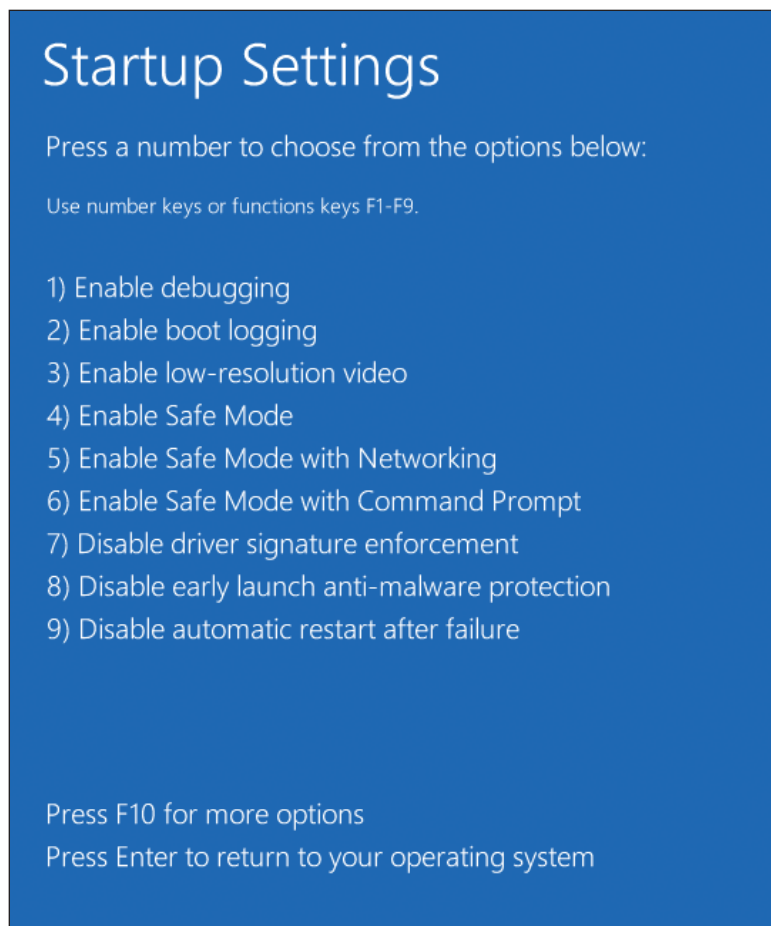 Startup Settings
Press a number to choose from the options below:
Use number keys or functions keys F1-F9.
1) Enable debugging
2) Enable boot logging
3) Enable low-resolution video
4) Enable Safe Mode
5) Enable Safe Mode with Networking
6) Enable Safe Mode with Command Prompt
7) Disable driver signature enforcement
8) Disable early launch anti-malware protection
9) Disable automatic restart after failure
Press F10 for more options
Press Enter to return to your operating system